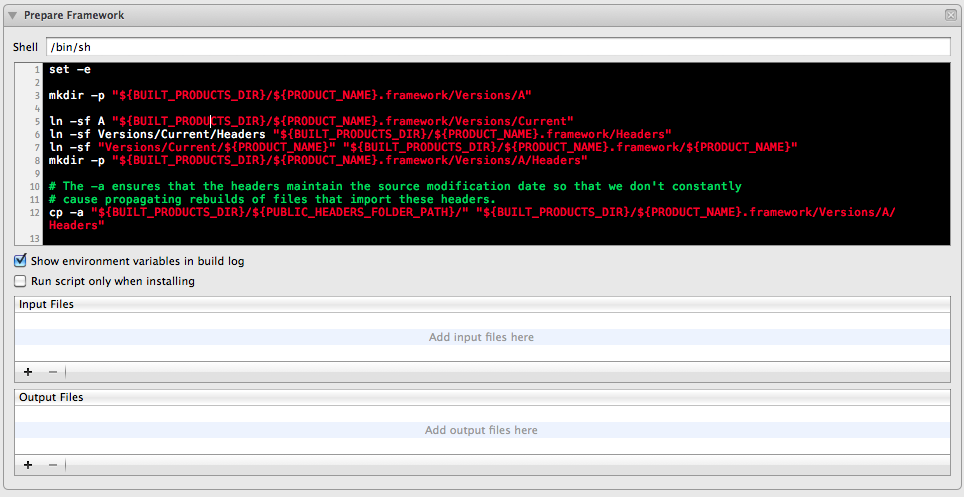 Prepare Framework
Shell /bin/sh
1 set -e
2
3 mkdir -p "${BUILT_PRODUCTS_DIR}/${PRODUCT_NAME}.framework/Versions/A"
4
5 ln -sf A "${BUILT_PRODUCTS_DIR}/${PRODUCT_NAME}.framework/Versions/Current"
6 ln -sf Versions/Current/Headers "${BUILT_PRODUCTS_DIR}/${PRODUCT_NAME}.framework/Headers"
7 ln -sf "Versions/Current/${PRODUCT_NAME}" "${BUILT_PRODUCTS_DIR}/${PRODUCT_NAME}.framework/${PRODUCT_NAME}"
8 mkdir -p "${BUILT_PRODUCTS_DIR}/${PRODUCT_NAME}.framework/Versions/A/Headers"
9
10 # The -a ensures that the headers maintain the source modification date so that we don't constantly
11 # cause propagating rebuilds of files that import these headers.
12 cp -a "${BUILT_PRODUCTS_DIR}/${PUBLIC_HEADERS_FOLDER_PATH}/" "${BUILT_PRODUCTS_DIR}/${PRODUCT_NAME}.framework/Versions/A/
Headers"
13
Show environment variables in build log
Run script only when installing
Input Files
Add input files here
Output Files
Add output files here